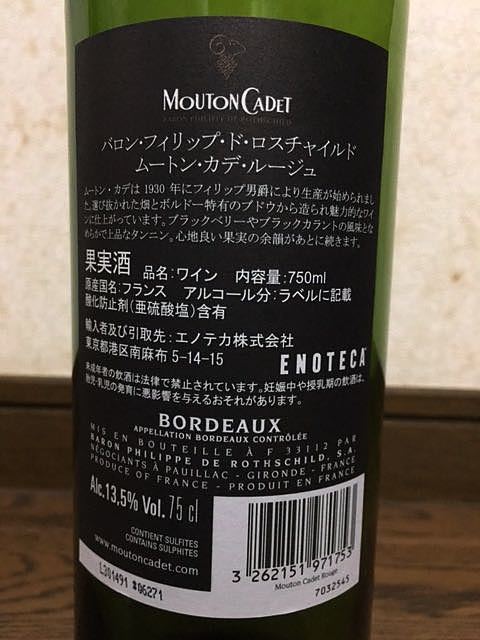 MOUTON CADET
BARON PHILIPPE DE ROTHSCHILD
バロン・フィリップ・ド・ロスチャイルド
ムートン・カデ・ルージュ
ムートン・カデは 1930 年にフィリップ男爵により生産が始められまし
た。選び抜かれた畑とボルドー特有のブドウから造られ魅力的なワイ
ンに仕上がっています。ブラックベリーやブラックカラントの風味とな
めらかで上品なタンニン。心地良い果実の余韻があとに続きます。
果実酒 品名:ワイン 内容量:750ml
原産国名:フランス アルコール分:ラベルに記載
酸化防止剤(亜硫酸塩)含有
輸入者及び引取先:エノテカ株式会社
東京都港区南麻布 5-14-15
ENOTECA
未成年者の飲酒は法律で禁止されています。妊娠中や授乳期の飲酒は、
胎児・乳児の発育に悪影響を与えるおそれがあります。
BORDEAUX
APPELLATION BORDEAUX CONTRÔLÉE
MIS EN BOUTEILLE À F 33112 PAR
BARON PHILIPPE DE ROTHSCHILD, S.A.
NÉGOCIANTS À PAUILLAC - GIRONDE - FRANCE
PRODUCE OF FRANCE - PRODUIT EN FRANCE
Alc.13,5% Vol. 75 cl
CONTIENT SULFITES
CONTAINS SULPHITES
www.moutoncadet.com
L301491 #06271
3 262151 971753
Mouton Cadet Rouge
7032545